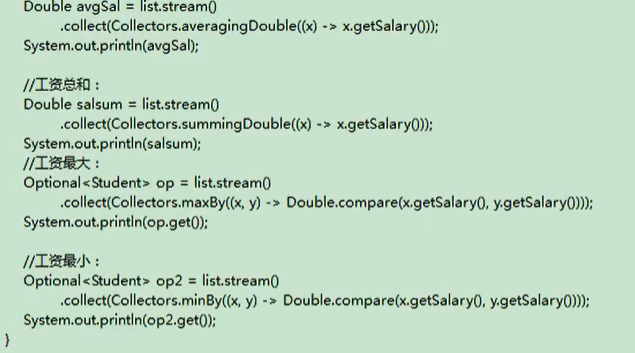 Double avgSal = list.stream()
.collect(Collectors.averagingDouble((x) -> x.getSalary()));
System.out.println(avgSal);
//工资总和：
Double salsum = list.stream()
.collect(Collectors.summingDouble((x) -> x.getSalary()));
System.out.println(salsum);
//工资最大：
Optional<Student> op = list.stream()
.collect(Collectors.maxBy((x, y) -> Double.compare(x.getSalary(), y.getSalary())));
System.out.println(op.get());
//工资最小：
Optional<Student> op2 = list.stream()
.collect(Collectors.minBy((x, y) -> Double.compare(x.getSalary(), y.getSalary())));
System.out.println(op2.get());
}